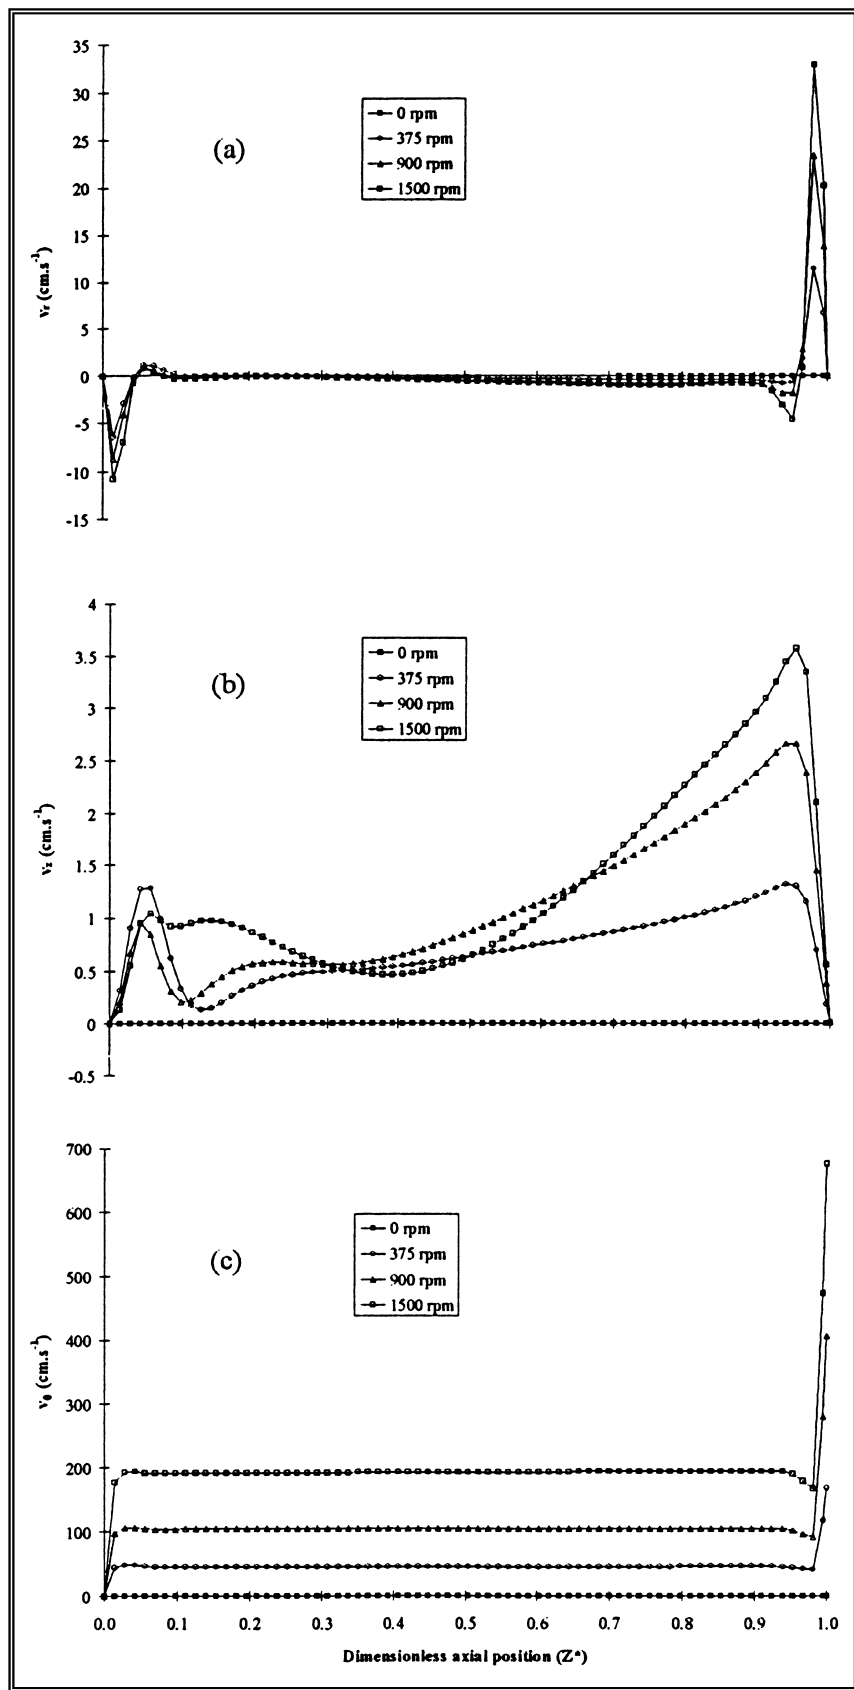 35
30
25
20
15
10
5
0
-5
-10
-15
v_r (cm.s⁻¹)
(a)
0 rpm
375 rpm
900 rpm
1500 rpm
4
3.5
3
2.5
2
1.5
1
0.5
0
-0.5
v_z (cm.s⁻¹)
(b)
0 rpm
375 rpm
900 rpm
1500 rpm
700
600
500
400
300
200
100
0
v_θ (cm.s⁻¹)
(c)
0 rpm
375 rpm
900 rpm
1500 rpm
0.0 0.1 0.2 0.3 0.4 0.5 0.6 0.7 0.8 0.9 1.0
Dimensionless axial position (Z*)